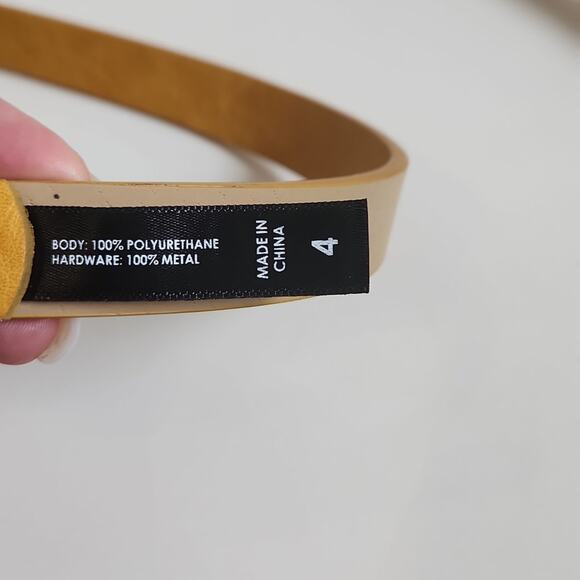 BODY: 100% POLYURETHANE
HARDWARE: 100% METAL
MADE IN
CHINA
4